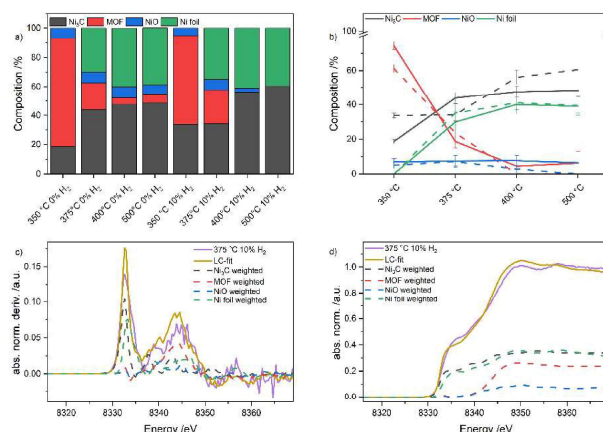 Ni₃C MOF NiO Ni foil
a)
Composition /%
100
80
60
40
20
0
350 °C 0% H₂
375°C 0% H₂
400°C 0% H₂
500°C 0% H₂
350 °C 10% H₂
375°C 10% H₂
400°C 10% H₂
500°C 10% H₂
Ni₃C MOF NiO Ni foil
b)
Composition /%
100
60
40
20
0
350 °C
375 °C
400 °C
500 °C
c)
375 °C 10% H₂
LC-fit
Ni₃C weighted
MOF weighted
NiO weighted
Ni foil weighted
abs. norm. deriv. /a.u.
0.15
0.10
0.05
0.00
8320 8330 8340 8350 8360
Energy /eV
d)
375 °C 10% H₂
LC-fit
Ni₃C weighted
MOF weighted
NiO weighted
Ni foil weighted
abs. norm. /a.u.
1.0
0.8
0.6
0.4
0.2
0.0
8320 8330 8340 8350 8360
Energy /eV